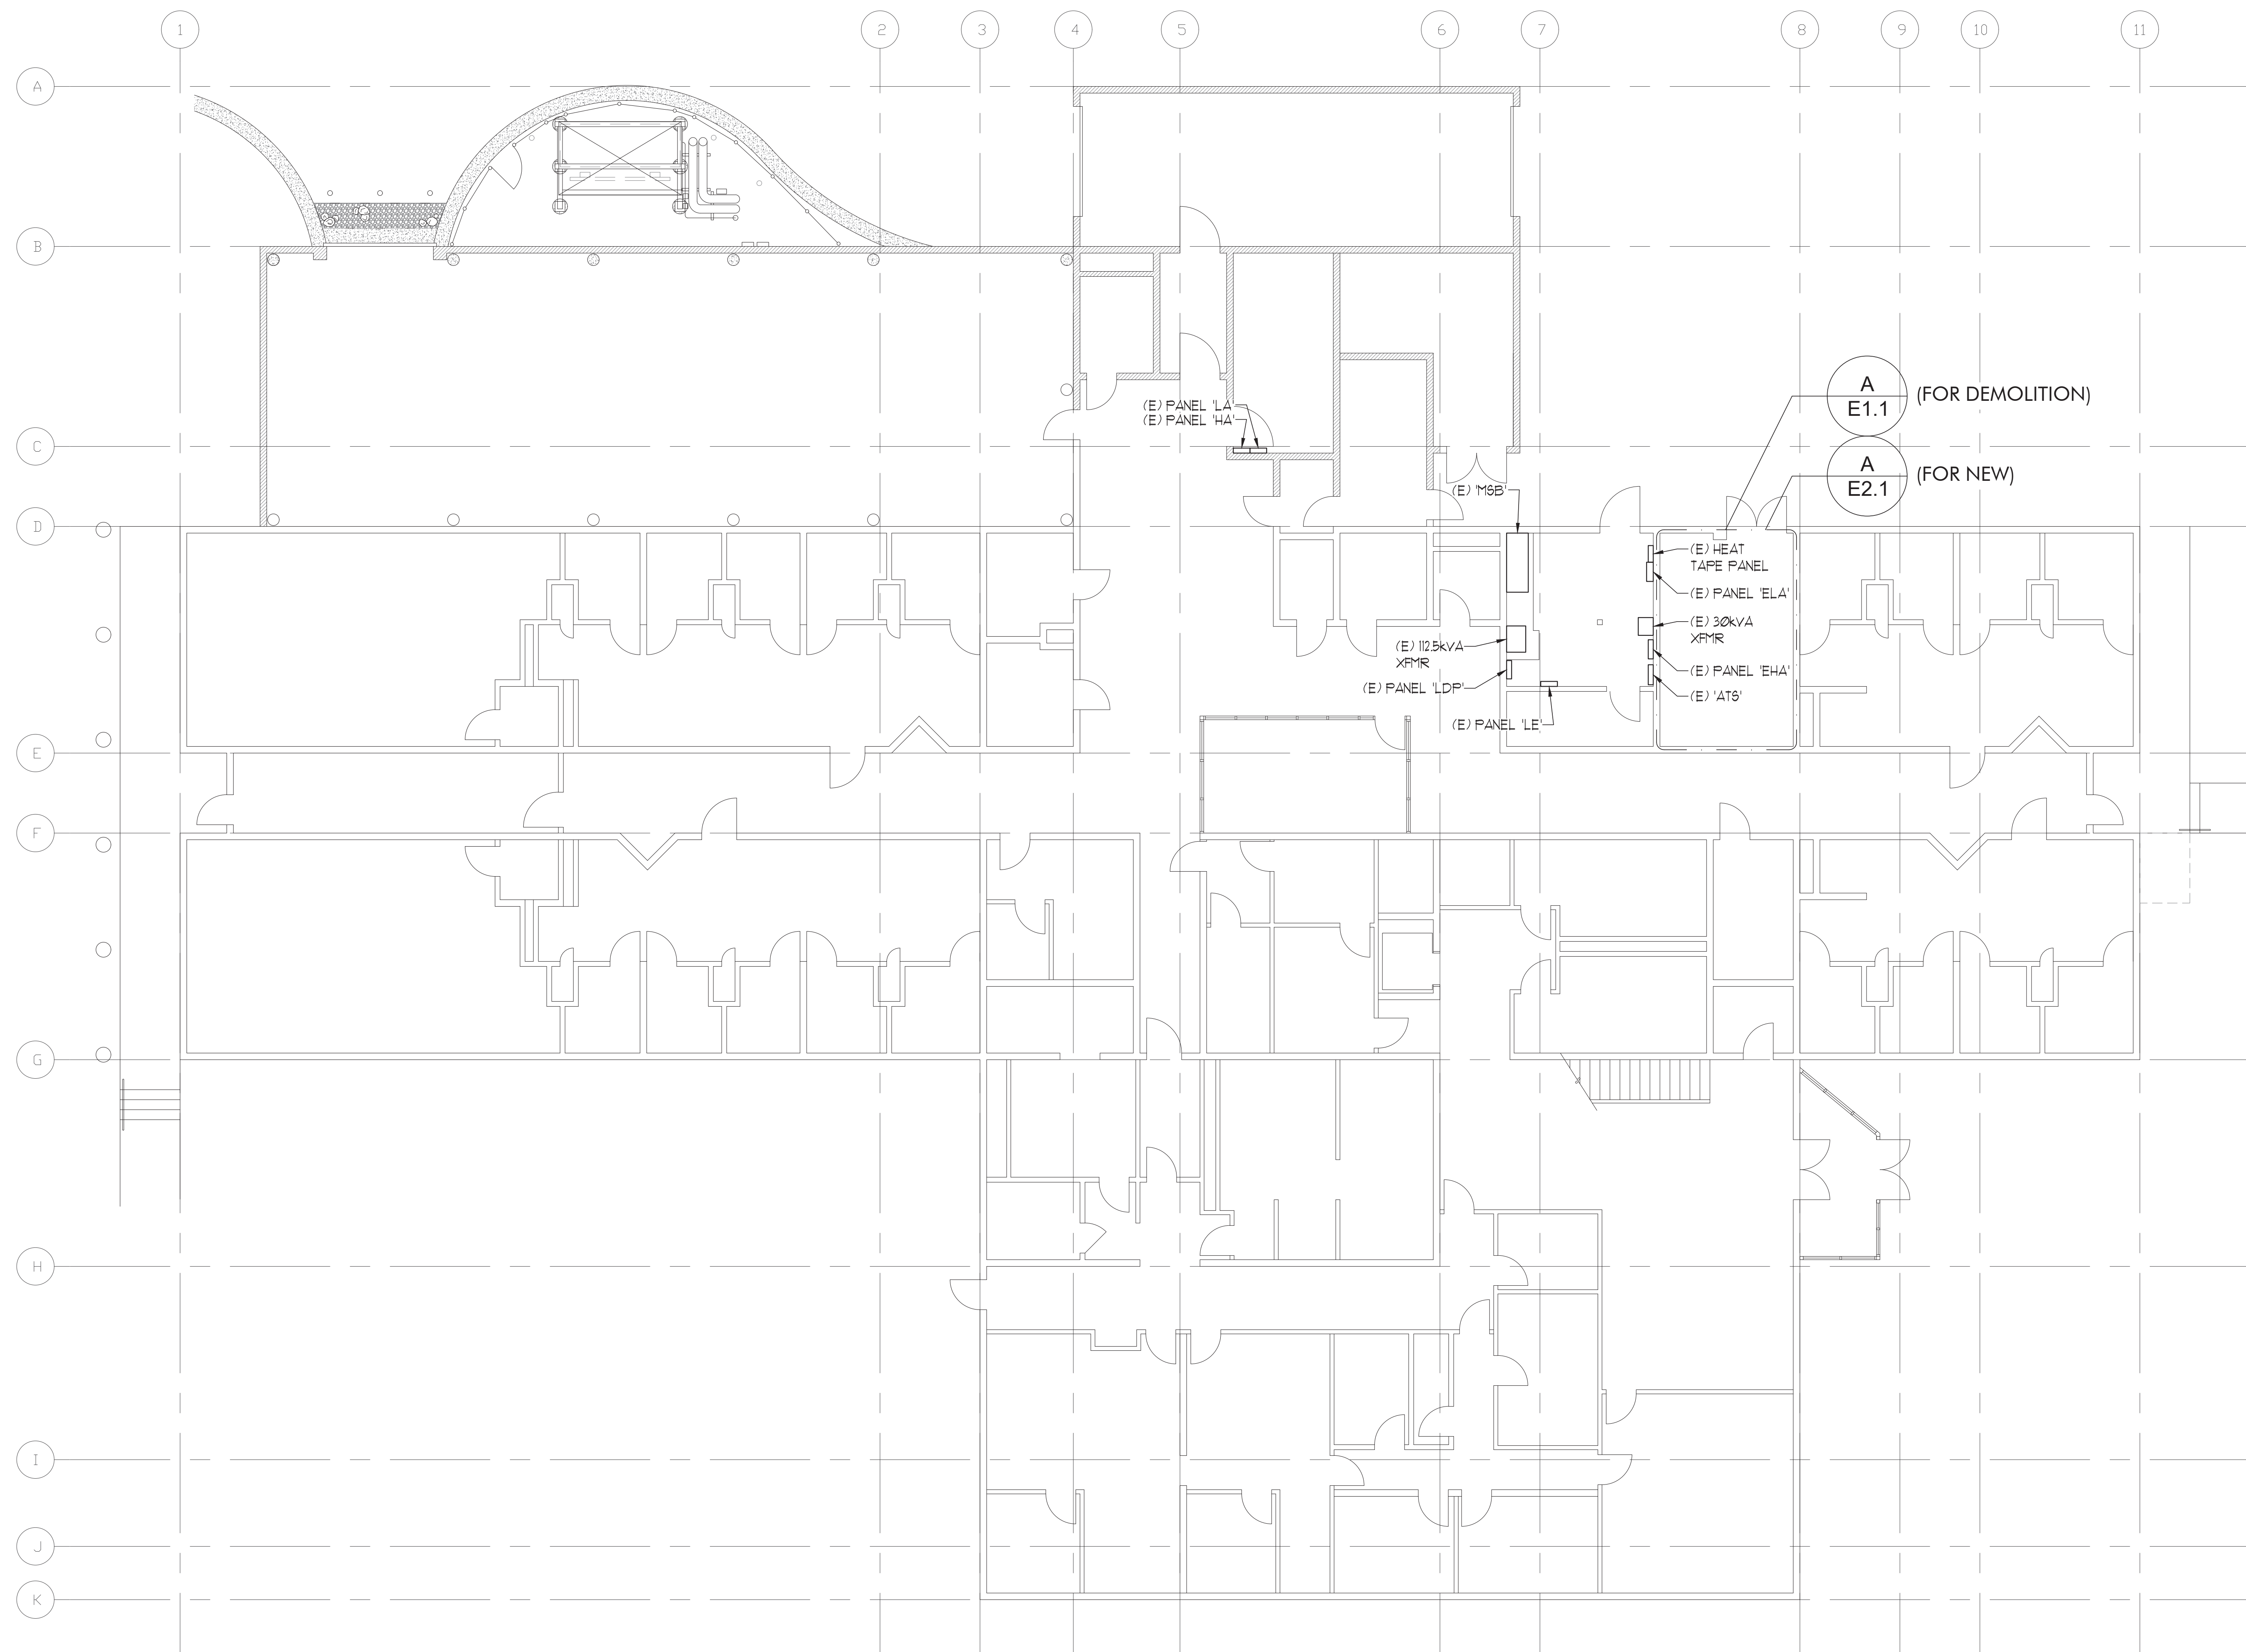 1
2
3
4
5
6
7
8
9
10
11
A
B
C
D
E
F
G
H
I
J
K
A
E1.1
(FOR DEMOLITION)
A
E2.1
(FOR NEW)
(E) PANEL 'LA'
(E) PANEL 'HA'
(E) 'MSB'
(E) HEAT
TAPE PANEL
(E) PANEL 'ELA'
(E) 30kVA
XFMR
(E) PANEL 'EHA'
(E) 'ATS'
(E) 112.5kVA
XFMR
(E) PANEL 'LDP'
(E) PANEL 'LE'